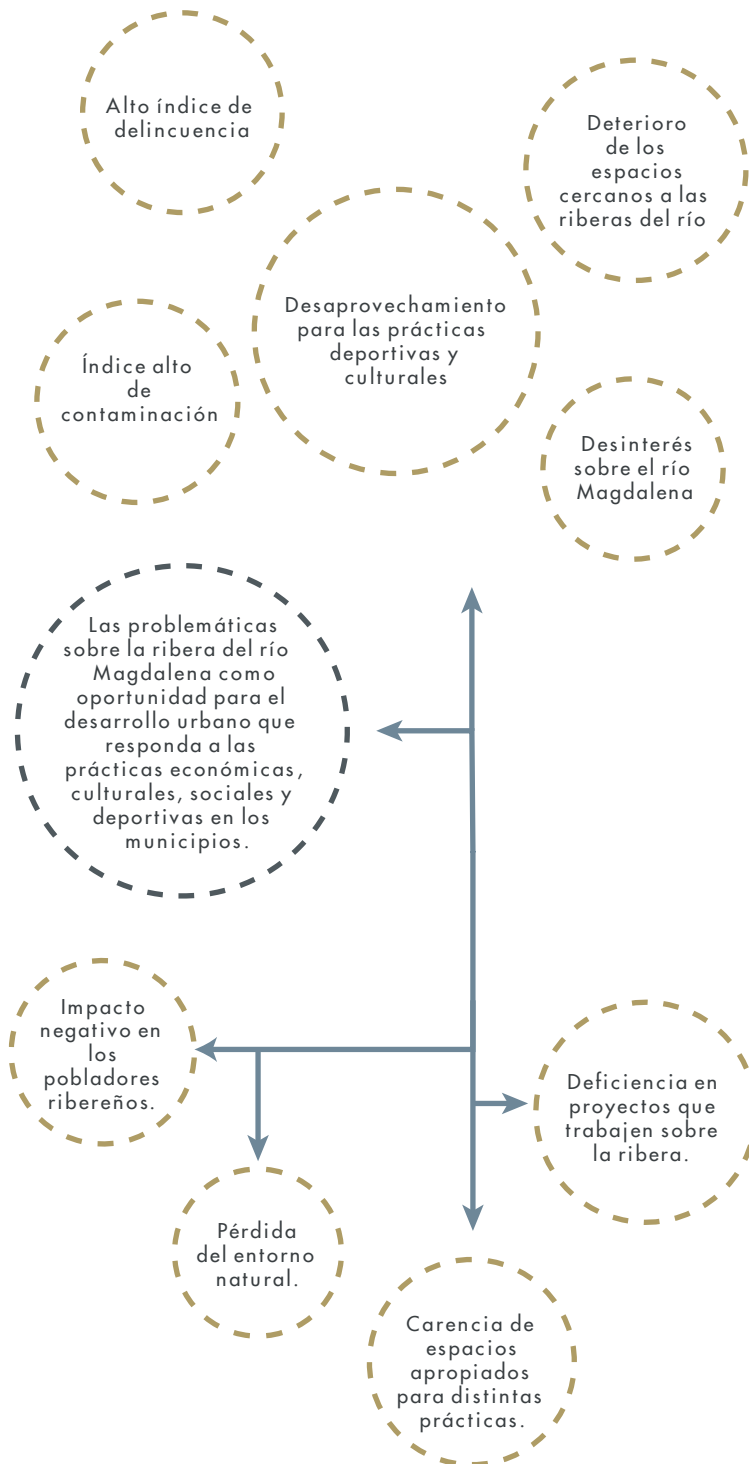 Alto índice de
delincuencia
Deterioro
de los
espacios
cercanos a las
riberas del río
Desaprovechamiento
para las prácticas
deportivas y
culturales
Índice alto
de
contaminación
Desinterés
sobre el río
Magdalena
Las problemáticas
sobre la ribera del río
Magdalena como
oportunidad para el
desarrollo urbano que
responda a las
prácticas económicas,
culturales, sociales y
deportivas en los
municipios.
Impacto
negativo en
los
pobladores
ribereños.
Deficiencia en
proyectos que
trabajen sobre
la ribera.
Pérdida
del entorno
natural.
Carencia de
espacios
apropiados
para distintas
prácticas.